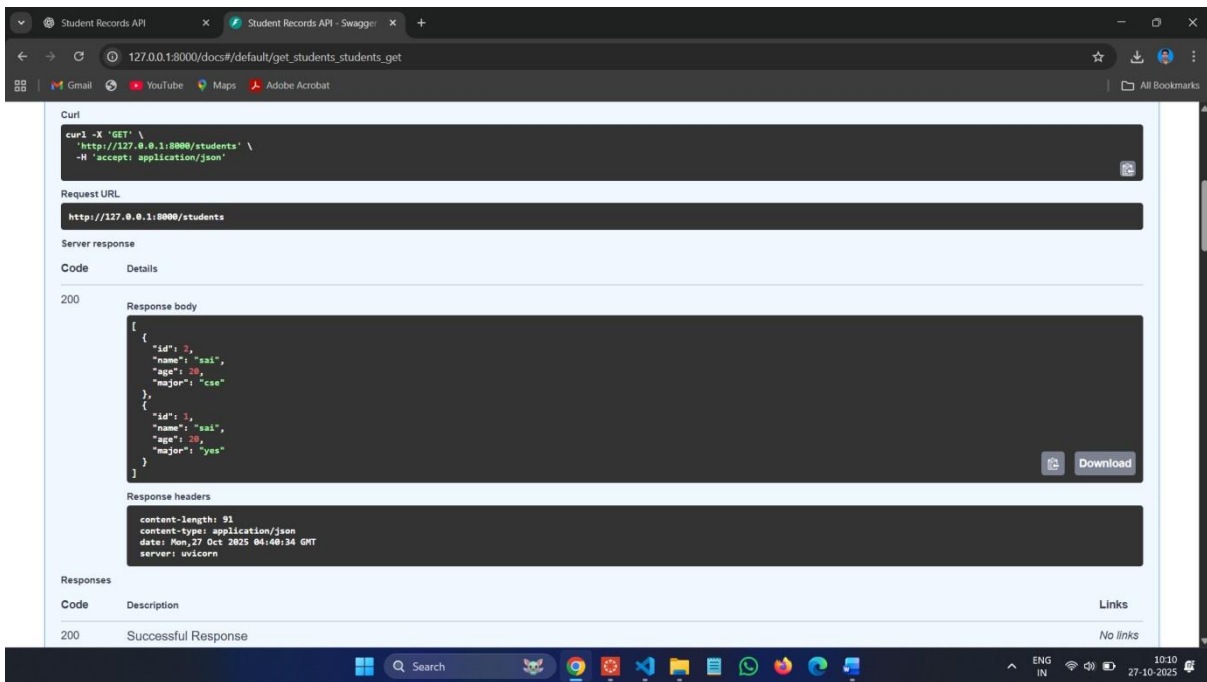 Student Records API
Student Records API - Swagger
127.0.0.1:8000/docs#/default/get_students_students_get
Gmail
YouTube
Maps
Adobe Acrobat
All Bookmarks
Curl
curl -X 'GET' \
'http://127.0.0.1:8000/students' \
-H 'accept: application/json'
Request URL
http://127.0.0.1:8000/students
Server response
Code Details
200
Response body
[
{
"id": 2,
"name": "sai",
"age": 20,
"major": "cse"
},
{
"id": 1,
"name": "sai",
"age": 20,
"major": "yes"
}
]
Download
Response headers
content-length: 91
content-type: application/json
date: Mon,27 Oct 2025 04:40:34 GMT
server: uvicorn
Responses
Code Description Links
200 Successful Response No links
Search
ENG
IN
10:10
27-10-2025